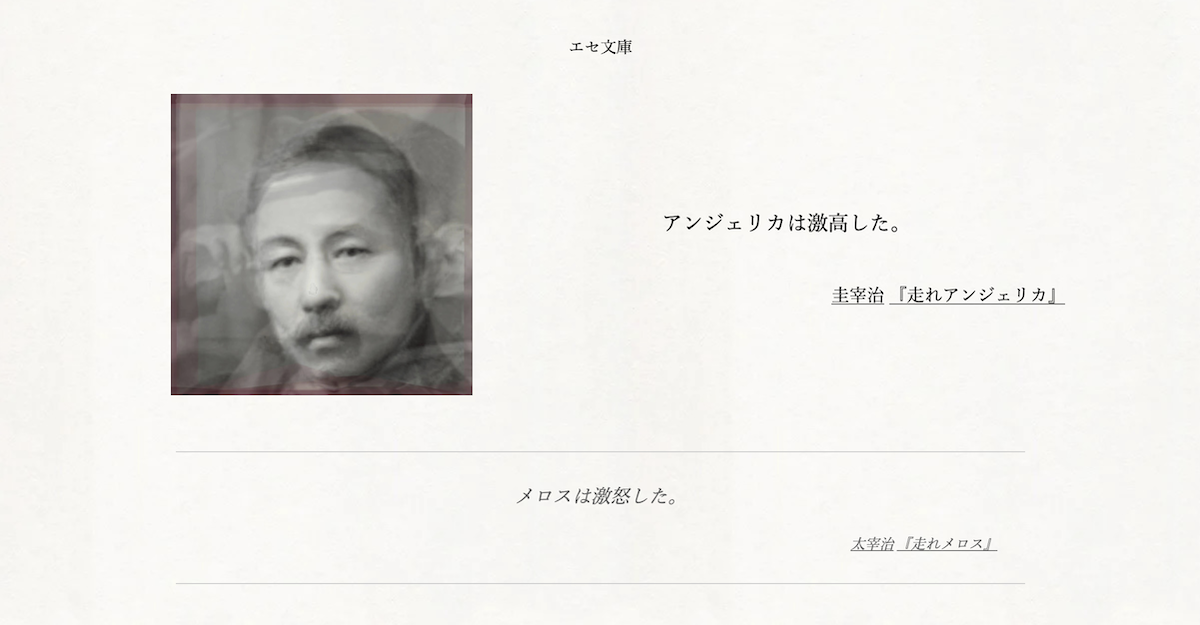 エセ文庫
アンジェリカは激高した。
圭宰治 『走れアンジェリカ』
メロスは激怒した。
太宰治 『走れメロス』